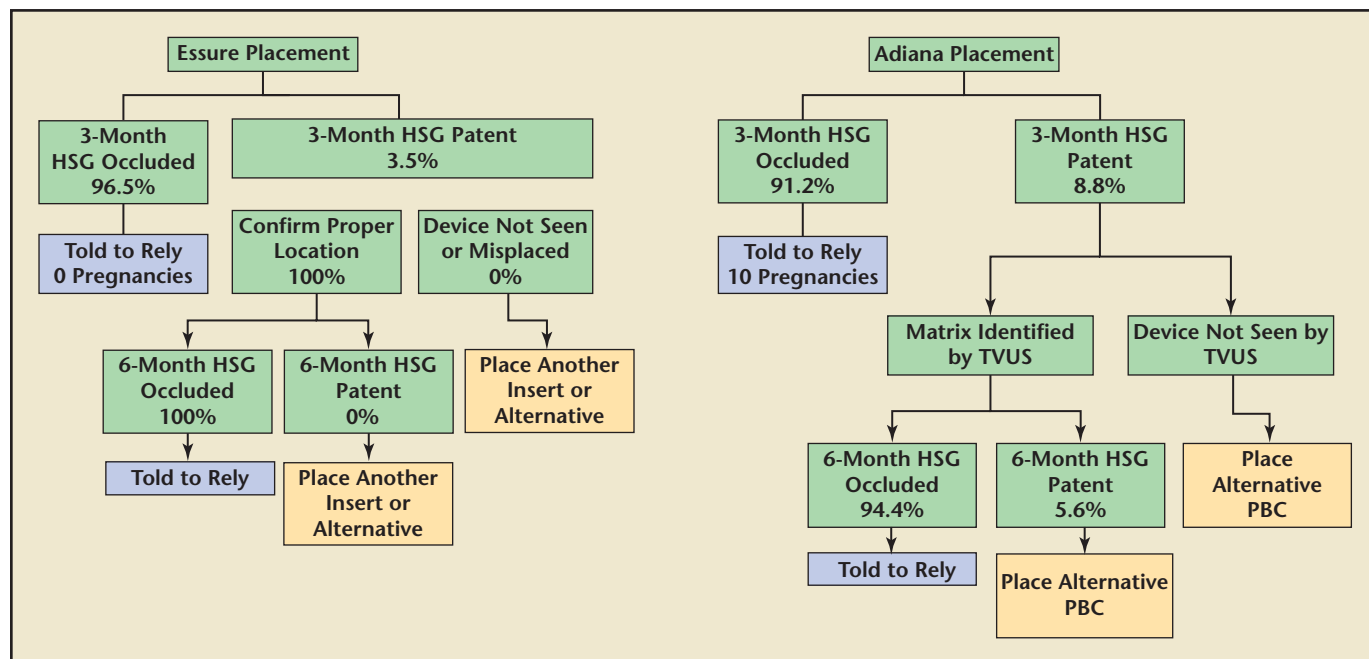 Essure Placement
3-Month
HSG Occluded
96.5%
3-Month HSG Patent
3.5%
Told to Rely
0 Pregnancies
Confirm Proper
Location
100%
Device Not Seen
or Misplaced
0%
6-Month HSG
Occluded
100%
6-Month HSG
Patent
0%
Place Another
Insert or
Alternative
Told to Rely
Place Another
Insert or
Alternative
Adiana Placement
3-Month HSG
Occluded
91.2%
3-Month HSG
Patent
8.8%
Told to Rely
10 Pregnancies
Matrix Identified
by TVUS
Device Not Seen by
TVUS
6-Month HSG
Occluded
94.4%
6-Month HSG
Patent
5.6%
Place
Alternative
PBC
Told to Rely
Place Alternative
PBC